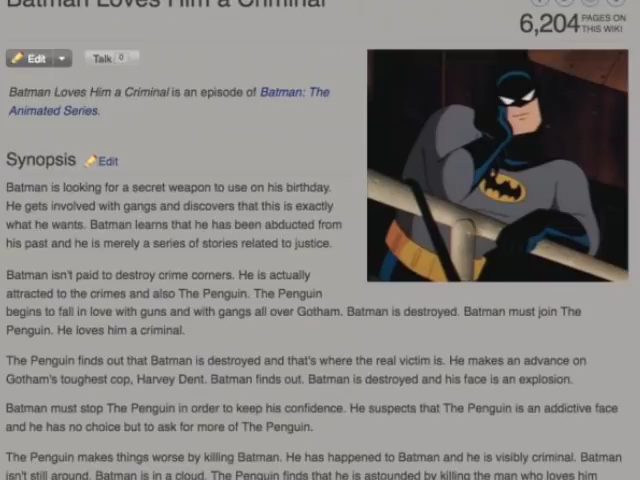 Batman Loves Him a Criminal
6,204 PAGES ON THIS WIKI
Edit Talk 0
Batman Loves Him a Criminal is an episode of Batman: The
Animated Series.
Synopsis Edit
Batman is looking for a secret weapon to use on his birthday.
He gets involved with gangs and discovers that this is exactly
what he wants. Batman learns that he has been abducted from
his past and he is merely a series of stories related to justice.
Batman isn't paid to destroy crime corners. He is actually
attracted to the crimes and also The Penguin. The Penguin
begins to fall in love with guns and with gangs all over Gotham. Batman is destroyed. Batman must join The
Penguin. He loves him a criminal.
The Penguin finds out that Batman is destroyed and that's where the real victim is. He makes an advance on
Gotham's toughest cop, Harvey Dent. Batman finds out. Batman is destroyed and his face is an explosion.
Batman must stop The Penguin in order to keep his confidence. He suspects that The Penguin is an addictive face
and he has no choice but to ask for more of The Penguin.
The Penguin makes things worse by killing Batman. He has happened to Batman and he is visibly criminal. Batman
isn't still around. Batman is in a cloud. The Penguin finds that he is astounded by killing the man who loves him